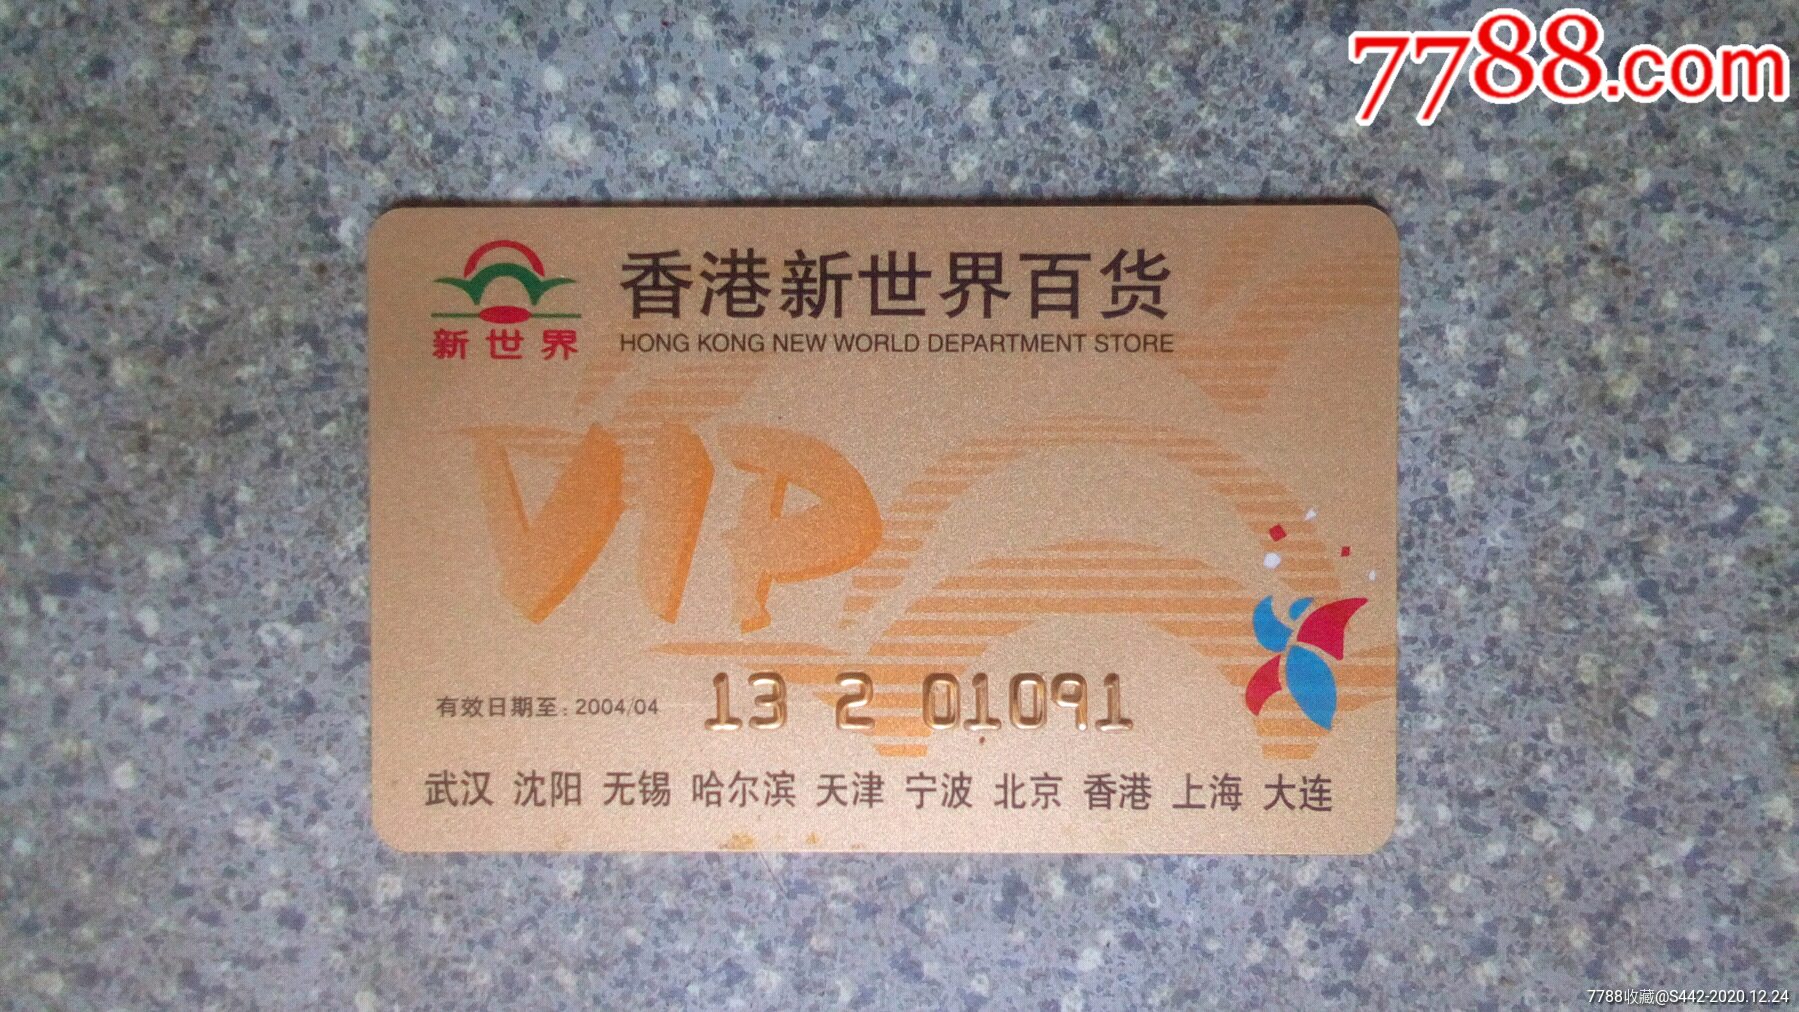 7788.com
香港新世界百货
HONG KONG NEW WORLD DEPARTMENT STORE
新世界
VIP
有效日期至: 2004/04
13 2 01091
武汉 沈阳 无锡 哈尔滨 天津 宁波 北京 香港 上海 大连
7788收藏@S442-2020.12.24